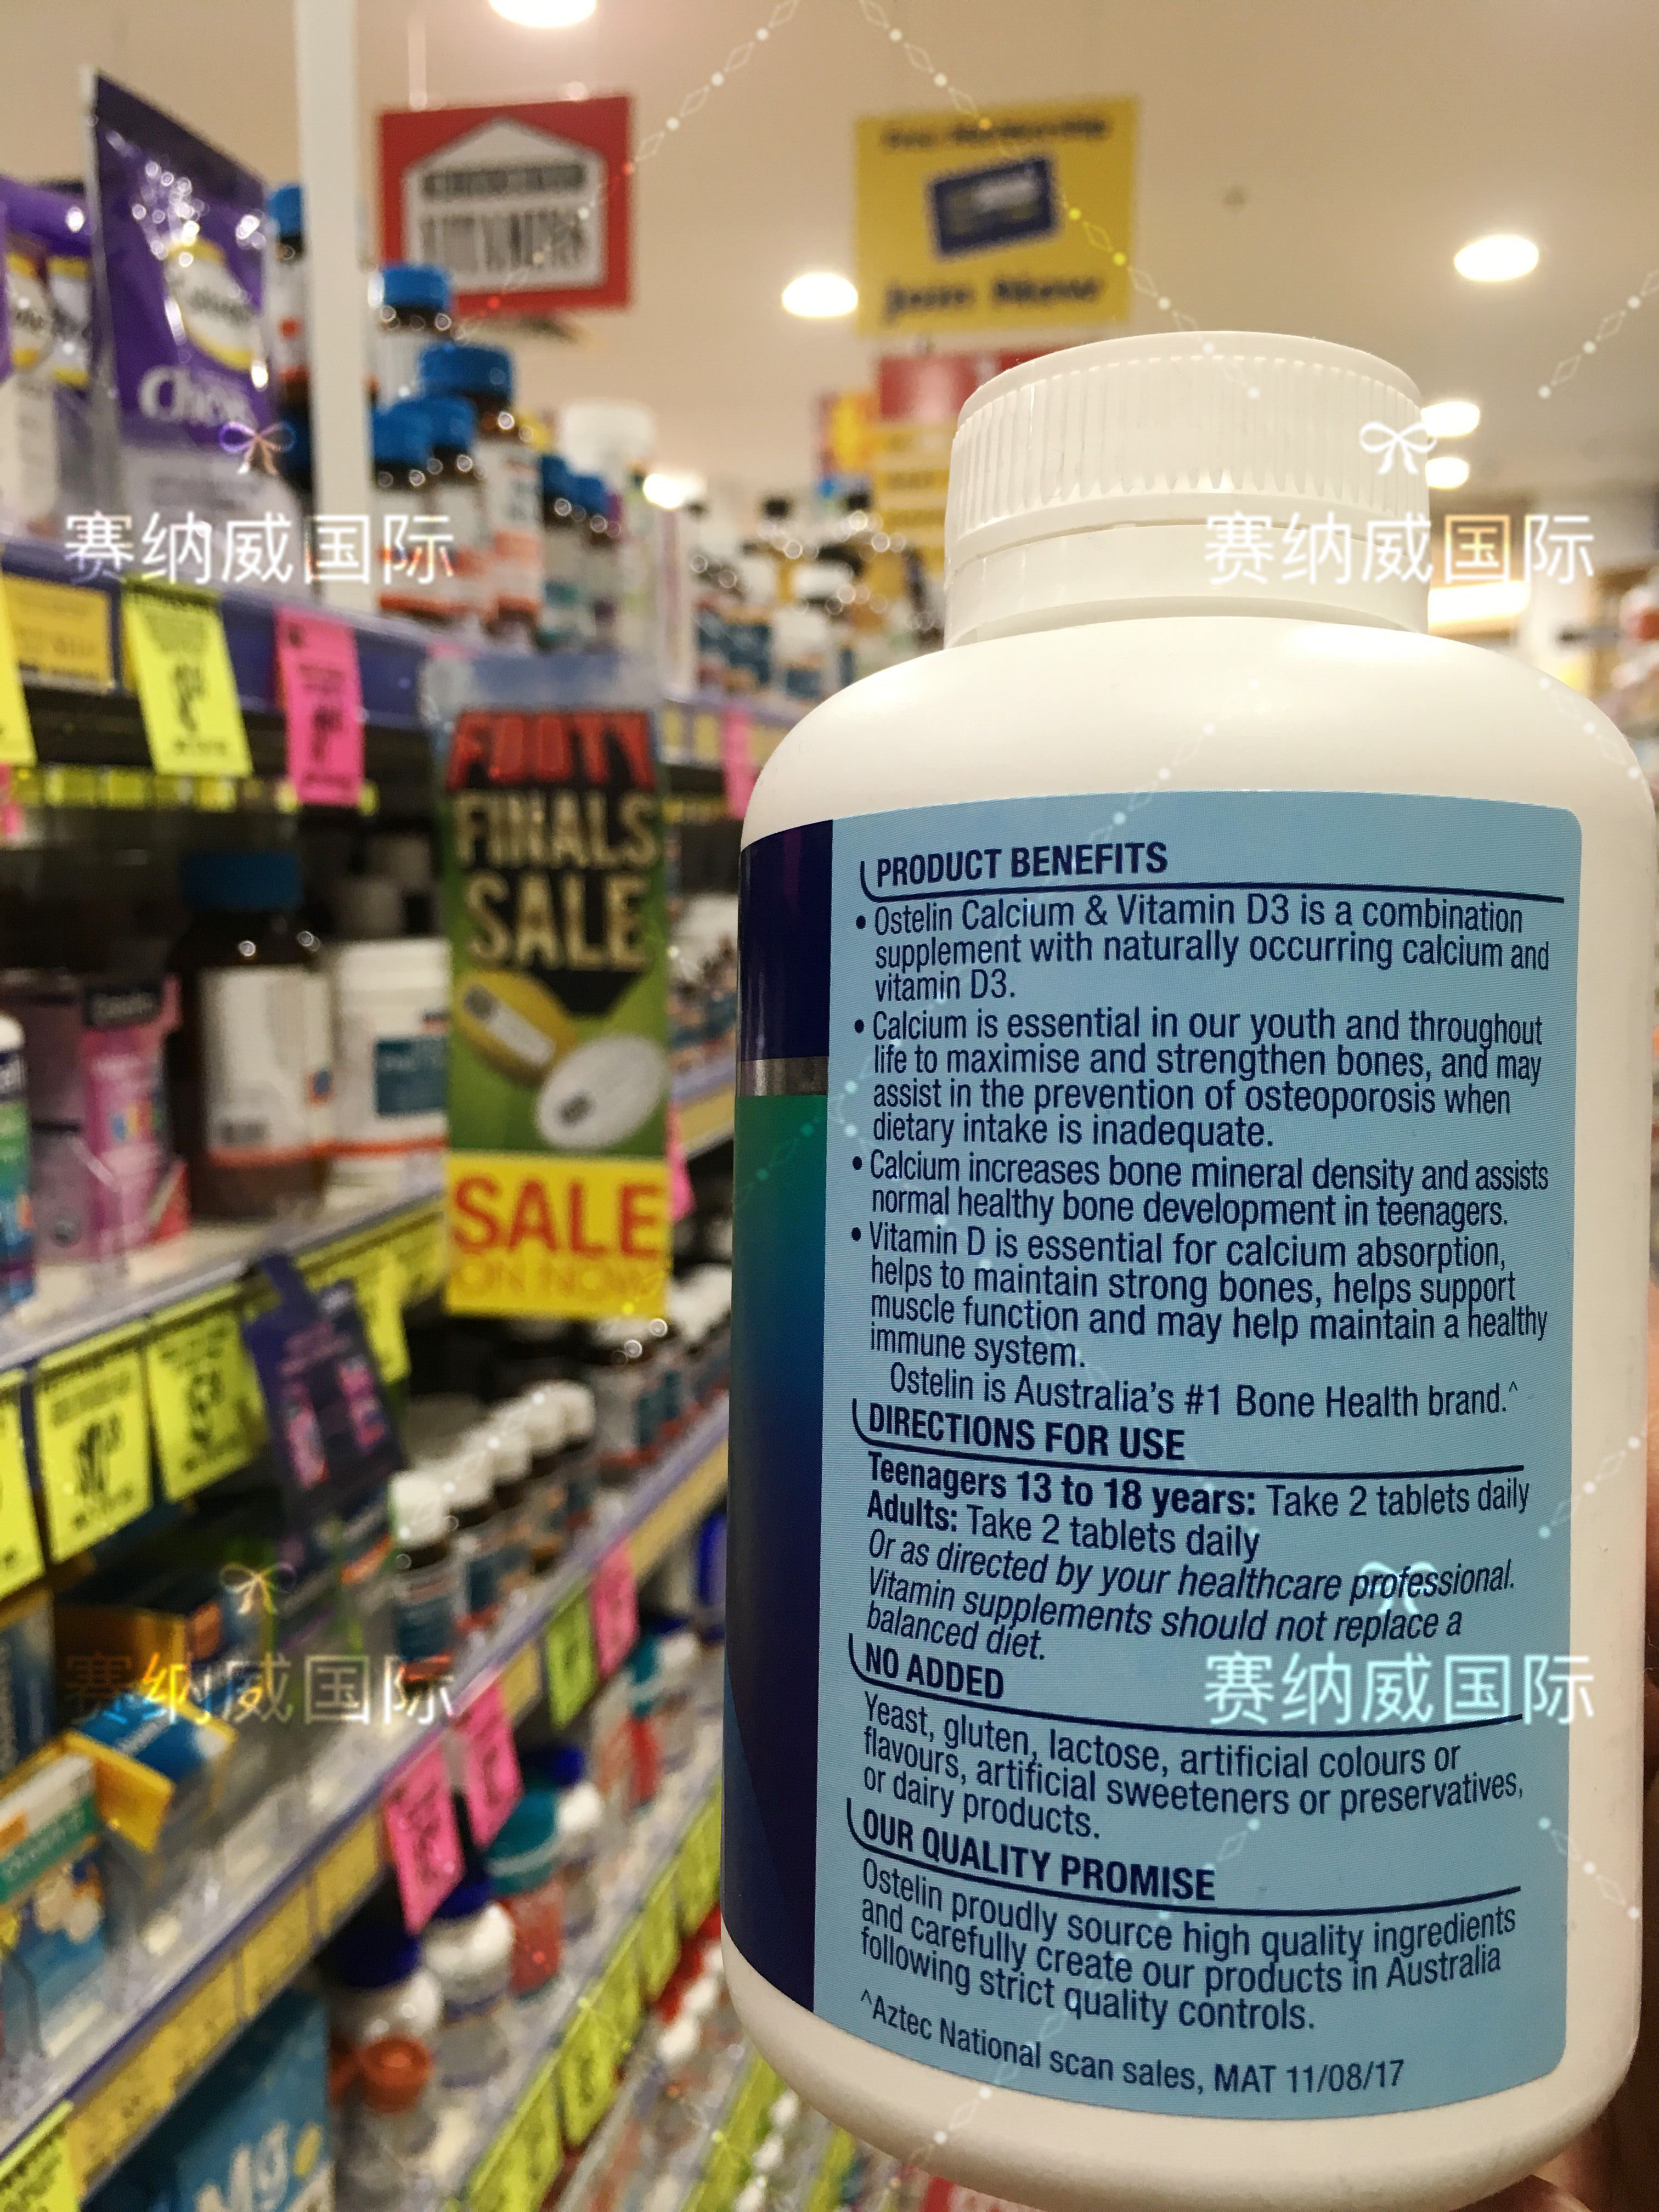 VITAMINS
Join Now
Chews
赛纳威国际
赛纳威国际
FOOTY
FINALS
SALE
SALE
ON NOW
PRODUCT BENEFITS
• Ostelin Calcium & Vitamin D3 is a combination
supplement with naturally occurring calcium and
vitamin D3.
• Calcium is essential in our youth and throughout
life to maximise and strengthen bones, and may
assist in the prevention of osteoporosis when
dietary intake is inadequate.
• Calcium increases bone mineral density and assists
normal healthy bone development in teenagers.
• Vitamin D is essential for calcium absorption,
helps to maintain strong bones, helps support
muscle function and may help maintain a healthy
immune system.
Ostelin is Australia's #1 Bone Health brand.^
DIRECTIONS FOR USE
Teenagers 13 to 18 years: Take 2 tablets daily
Adults: Take 2 tablets daily
Or as directed by your healthcare professional.
Vitamin supplements should not replace a
balanced diet.
NO ADDED
Yeast, gluten, lactose, artificial colours or
flavours, artificial sweeteners or preservatives,
or dairy products.
OUR QUALITY PROMISE
Ostelin proudly source high quality ingredients
and carefully create our products in Australia
following strict quality controls.
^Aztec National scan sales, MAT 11/08/17
赛纳威国际
赛纳威国际
Mg